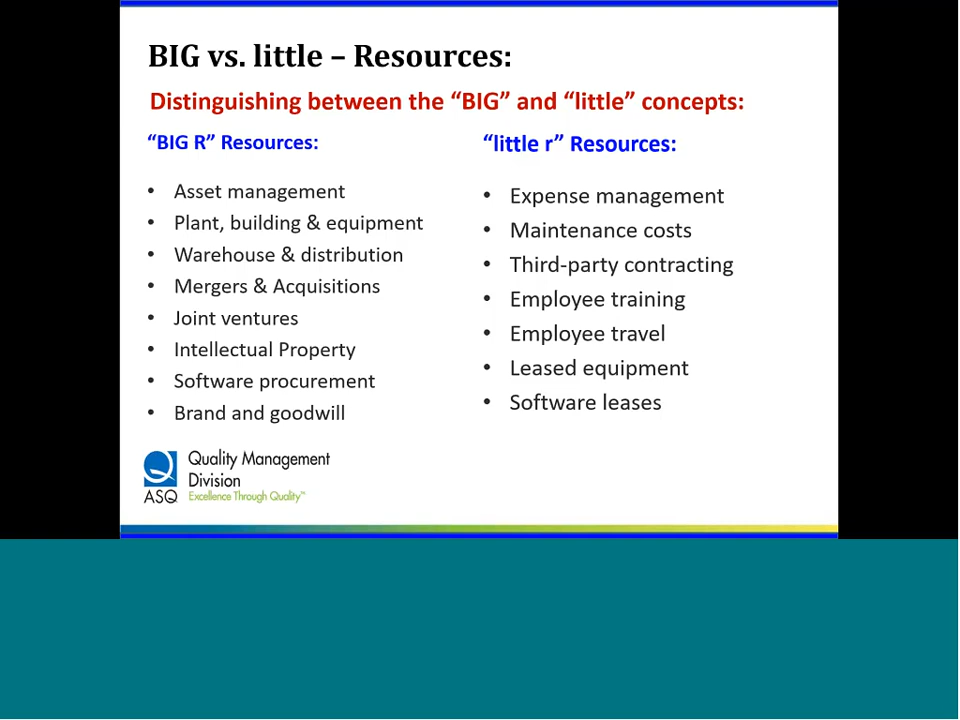 BIG vs. little – Resources:
Distinguishing between the “BIG” and “little” concepts:
“BIG R” Resources:
• Asset management
• Plant, building & equipment
• Warehouse & distribution
• Mergers & Acquisitions
• Joint ventures
• Intellectual Property
• Software procurement
• Brand and goodwill
“little r” Resources:
• Expense management
• Maintenance costs
• Third-party contracting
• Employee training
• Employee travel
• Leased equipment
• Software leases
ASQ
Quality Management
Division
Excellence Through Quality™